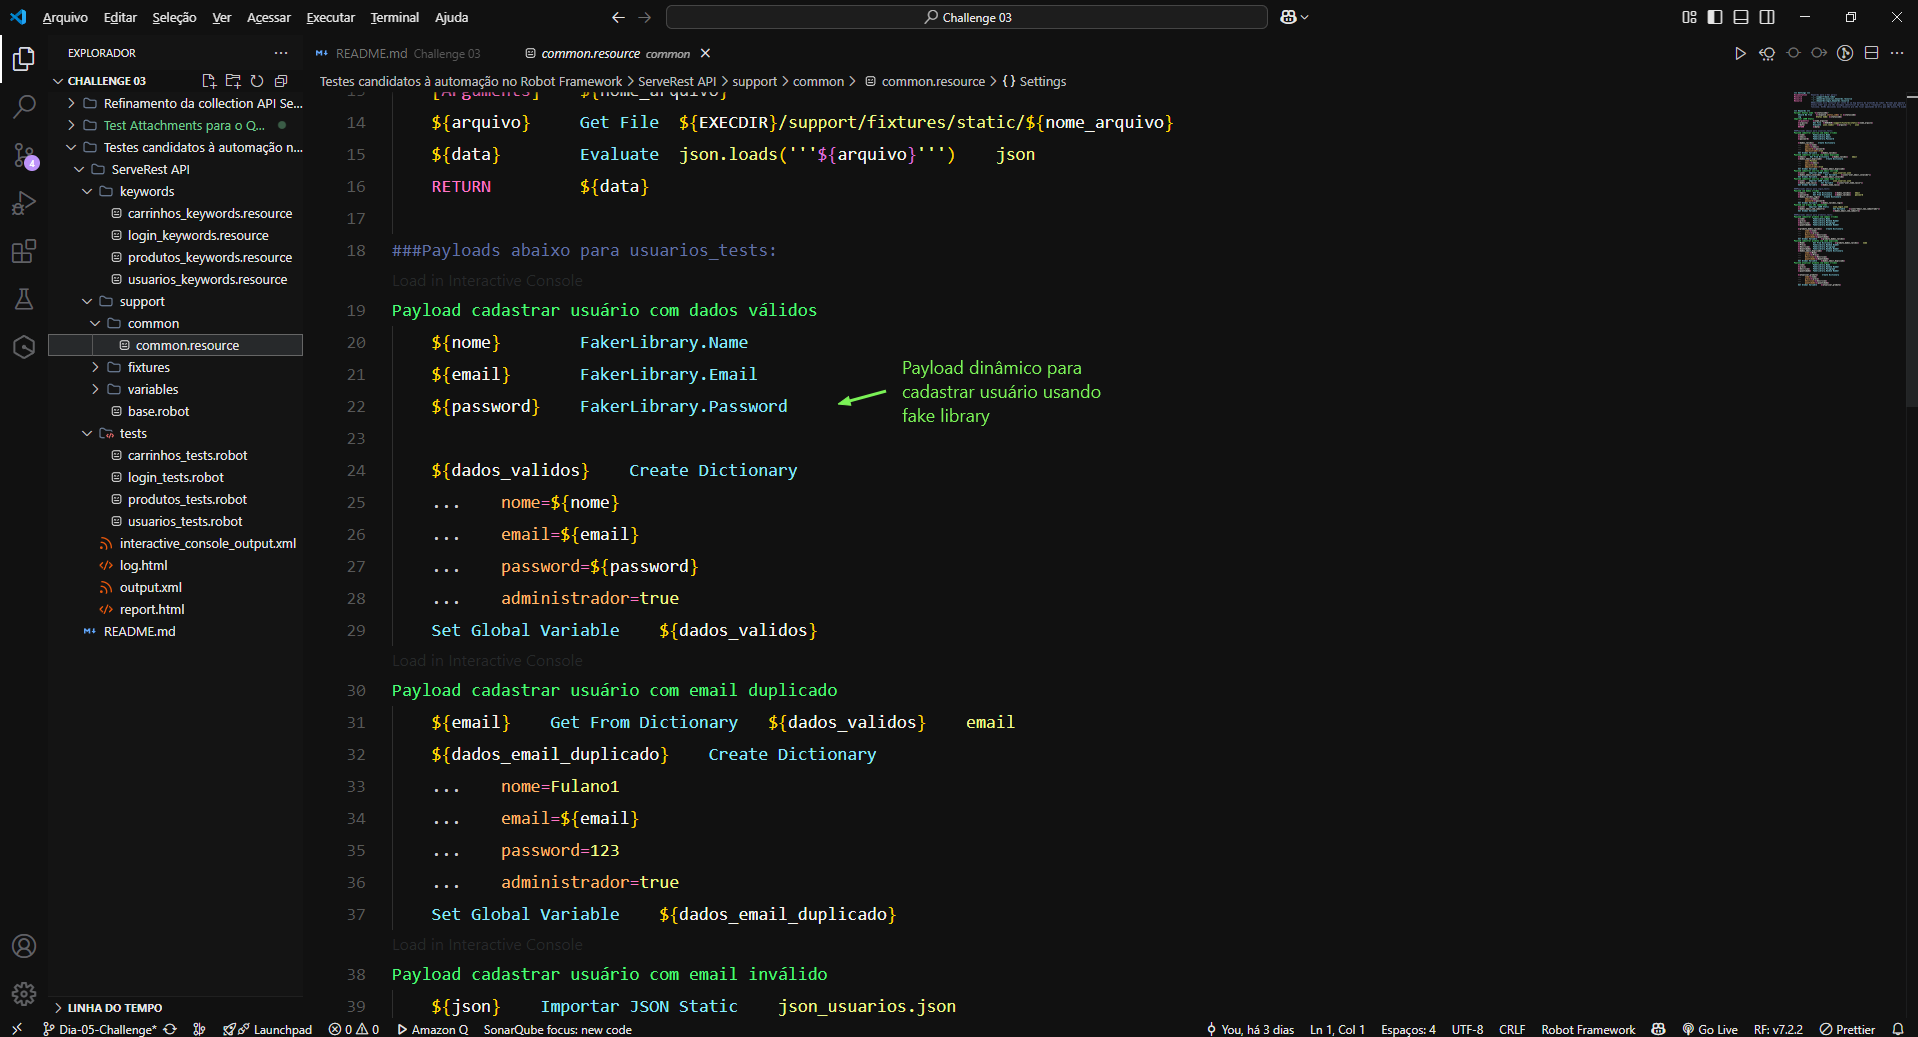 Arquivo Editar Seleção Ver Acessar Executar Terminal Ajuda
Challenge 03
EXPLORADOR
CHALLENGE 03
Refinamento da collection API Se...
Test Attachments para o Q...
Testes candidatos à automação n...
ServeRest API
keywords
carrinhos_keywords.resource
login_keywords.resource
produtos_keywords.resource
usuarios_keywords.resource
support
common
common.resource
fixtures
variables
base.robot
tests
carrinhos_tests.robot
login_tests.robot
produtos_tests.robot
usuarios_tests.robot
interactive_console_output.xml
log.html
output.xml
report.html
README.md
LINHA DO TEMPO
README.md Challenge 03
common.resource common
Testes candidatos à automação no Robot Framework > ServeRest API > support > common > common.resource > {} Settings
[Arguments] ${nome_arquivo}
14 ${arquivo} Get File ${EXECDIR}/support/fixtures/static/${nome_arquivo}
15 ${data} Evaluate json.loads('''${arquivo}''') json
16 RETURN ${data}
17
18 ###Payloads abaixo para usuarios_tests:
Load in Interactive Console
19 Payload cadastrar usuário com dados válidos
20 ${nome} FakerLibrary.Name
21 ${email} FakerLibrary.Email
22 ${password} FakerLibrary.Password
Payload dinâmico para
cadastrar usuário usando
fake library
23
24 ${dados_validos} Create Dictionary
25 ... nome=${nome}
26 ... email=${email}
27 ... password=${password}
28 ... administrador=true
29 Set Global Variable ${dados_validos}
Load in Interactive Console
30 Payload cadastrar usuário com email duplicado
31 ${email} Get From Dictionary ${dados_validos} email
32 ${dados_email_duplicado} Create Dictionary
33 ... nome=Fulano1
34 ... email=${email}
35 ... password=123
36 ... administrador=true
37 Set Global Variable ${dados_email_duplicado}
Load in Interactive Console
38 Payload cadastrar usuário com email inválido
39 ${json} Importar JSON Static json_usuarios.json
Dia-05-Challenge* Launchpad 0 0 Amazon Q SonarQube focus: new code
You, há 3 dias Ln 1, Col 1 Espaços: 4 UTF-8 CRLF Robot Framework Go Live RF: v7.2.2 Prettier
4